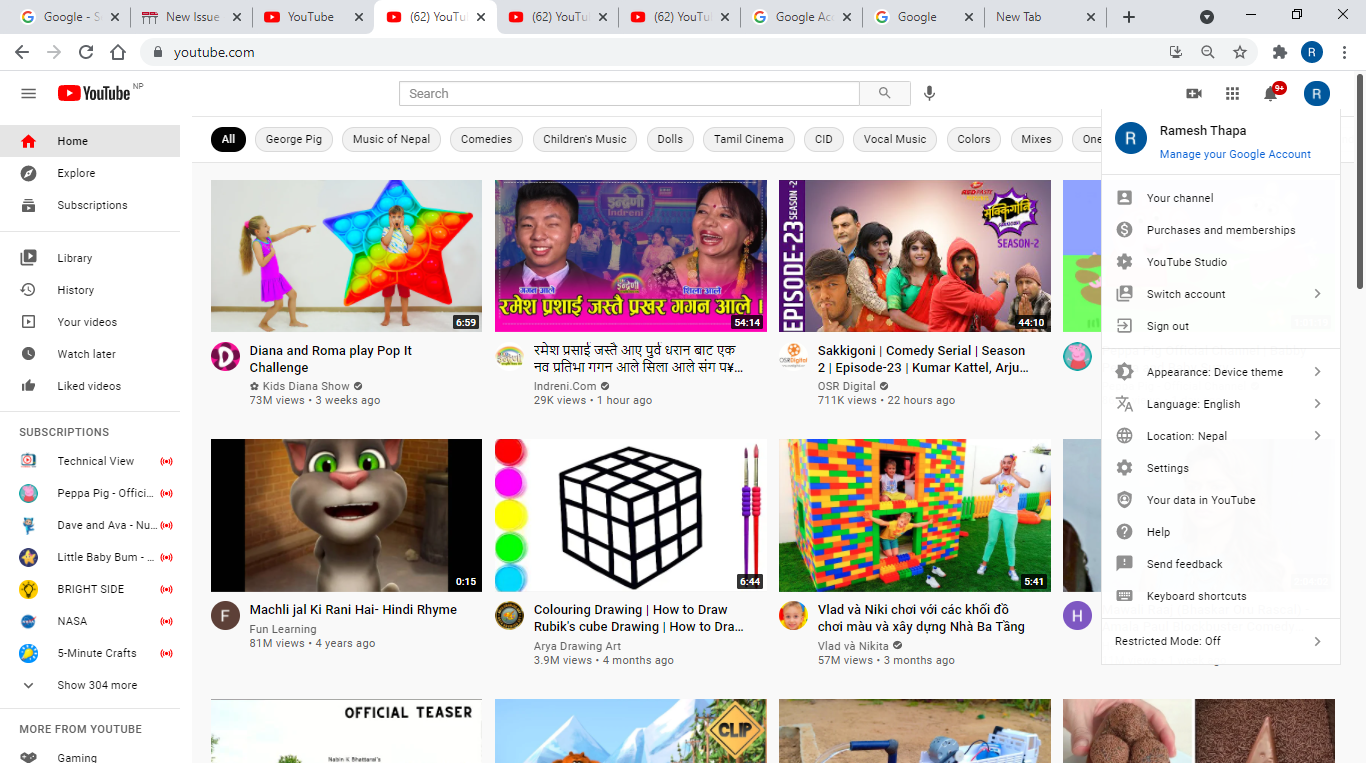 Google - S
New Issue
YouTube
(62) YouTu
(62) YouTu
(62) YouTu
Google Acc
Google
New Tab
youtube.com
R
YouTube NP
Search
9+
R
Home
Explore
Subscriptions
Library
History
Your videos
Watch later
Liked videos
SUBSCRIPTIONS
Technical View
Peppa Pig - Offici...
Dave and Ava - Nu...
Little Baby Bum - ...
BRIGHT SIDE
NASA
5-Minute Crafts
Show 304 more
MORE FROM YOUTUBE
Gaming
All
George Pig
Music of Nepal
Comedies
Children's Music
Dolls
Tamil Cinema
CID
Vocal Music
Colors
Mixes
One
6:59
Diana and Roma play Pop It
Challenge
✿ Kids Diana Show
73M views • 3 weeks ago
इन्द्रेणी
Indreni
गगन आले
इन्द्रेणी
शिला आले
रमेश प्रशाई जस्तै प्रखर गगन आले ।
54:14
रमेश प्रसाई जस्तै आए पुर्व धरान बाट एक
नव प्रतिभा गगन आले सिला आले संग प¥...
Indreni.Com
29K views • 1 hour ago
EPISODE-23
SEASON -2
RED PASTE
सक्किगोनि
SEASON-2
44:10
OSR Digital
Sakkigoni | Comedy Serial | Season
2 | Episode-23 | Kumar Kattel, Arju...
OSR Digital
711K views • 22 hours ago
0:15
F
Machli jal Ki Rani Hai- Hindi Rhyme
Fun Learning
81M views • 4 years ago
6:44
Colouring Drawing | How to Draw
Rubik's cube Drawing | How to Dra...
Arya Drawing Art
3.9M views • 4 months ago
5:41
Vlad và Niki chơi với các khối đồ
chơi màu và xây dựng Nhà Ba Tầng
Vlad và Nikita
57M views • 3 months ago
H
OFFICIAL TEASER
Nabin K Bhattarai's
CLIP
R
Ramesh Thapa
Manage your Google Account
Your channel
Purchases and memberships
YouTube Studio
Switch account
Sign out
Appearance: Device theme
Language: English
Location: Nepal
Settings
Your data in YouTube
Help
Send feedback
Keyboard shortcuts
Restricted Mode: Off